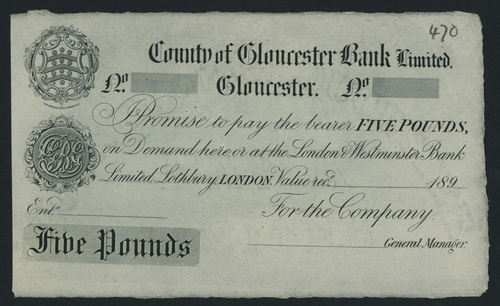 470
County of Gloucester Bank Limited.
No. Gloucester. No.
I Promise to pay the bearer FIVE POUNDS,
on Demand here or at the London & Westminster Bank
Limited, Lothbury, LONDON. Value recd. 189
Entd. For the Company.
Five Pounds General Manager.